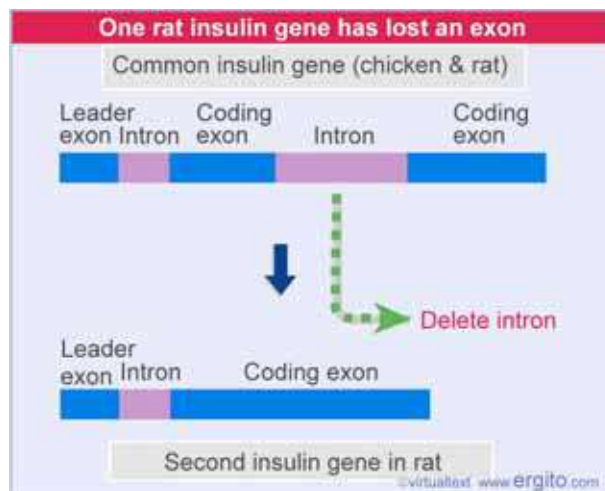 One rat insulin gene has lost an exon
Common insulin gene (chicken & rat)
Leader
exon
Intron
Coding
exon
Intron
Coding
exon
Delete intron
Leader
exon
Intron
Coding exon
Second insulin gene in rat
©virtualtext www.ergito.com